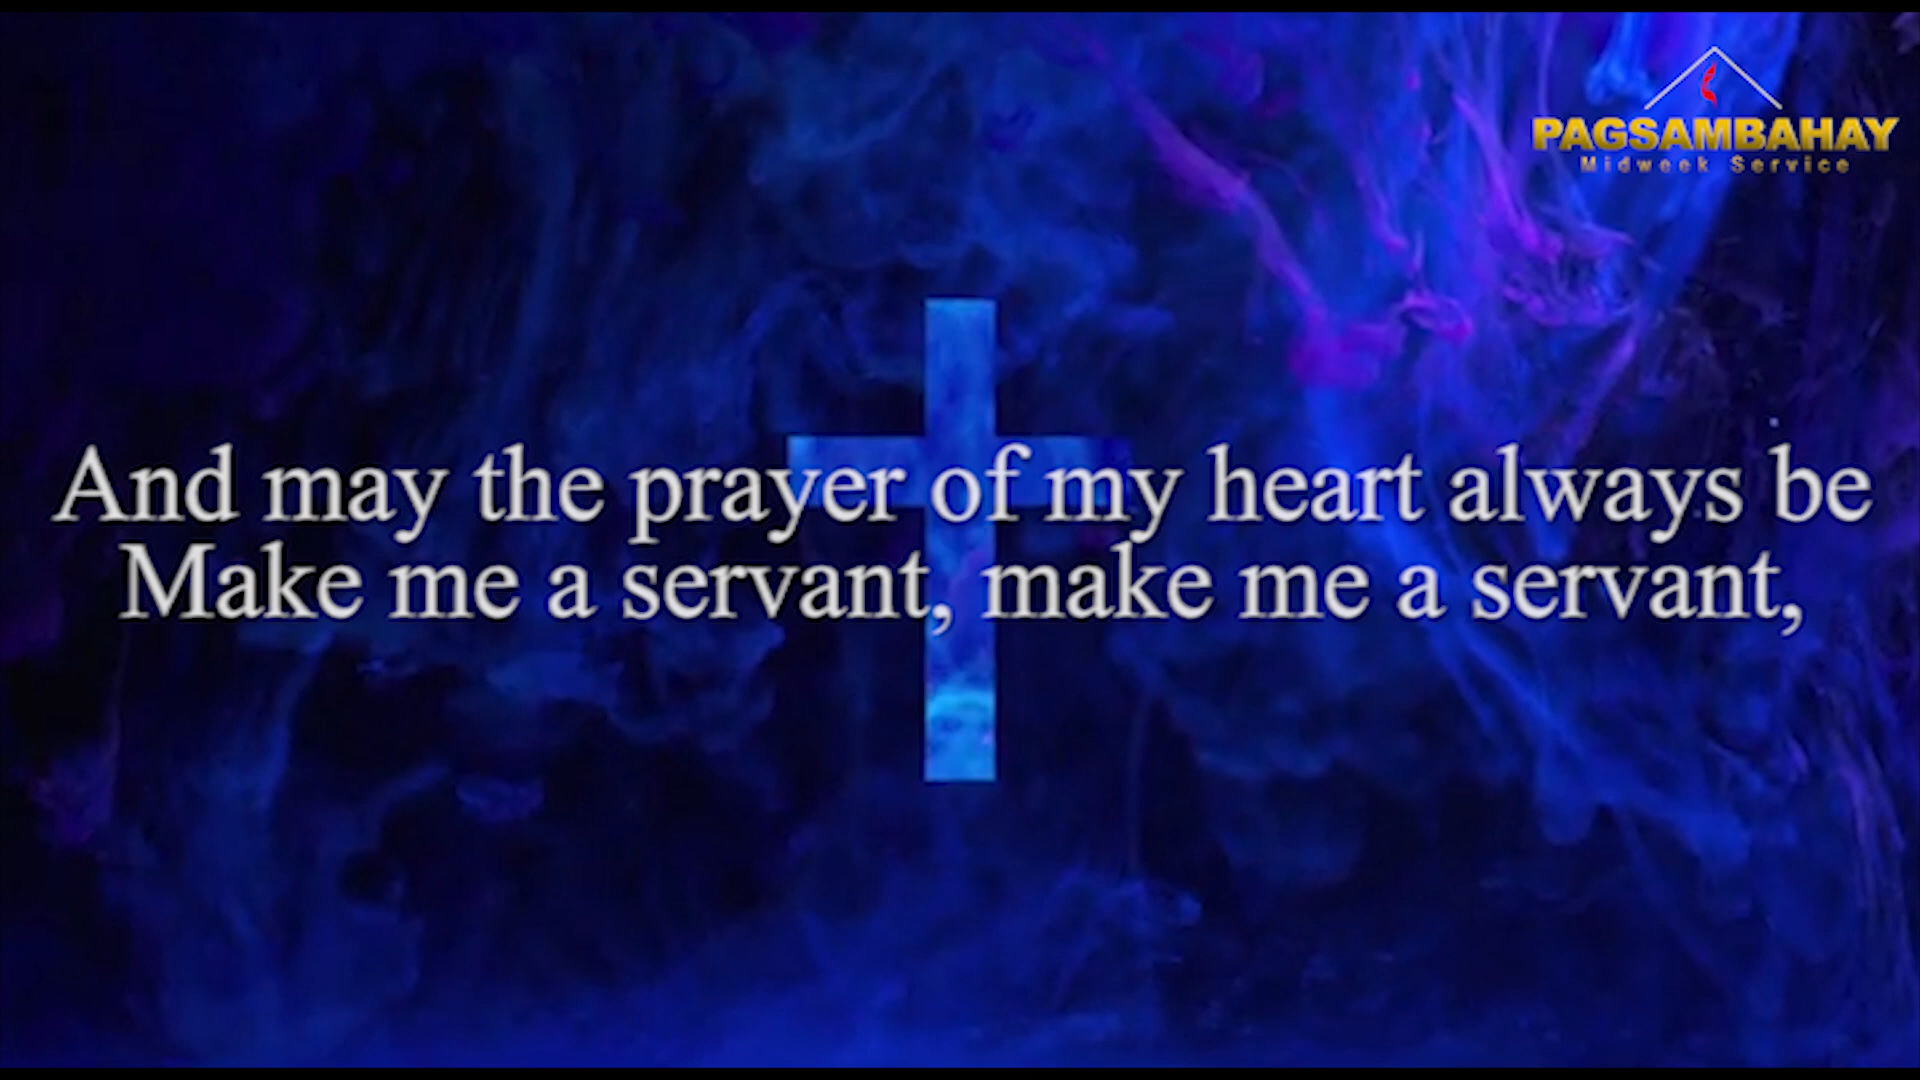 PAGSAMBAHAY
Midweek Service
And may the prayer of my heart always be
Make me a servant, make me a servant,